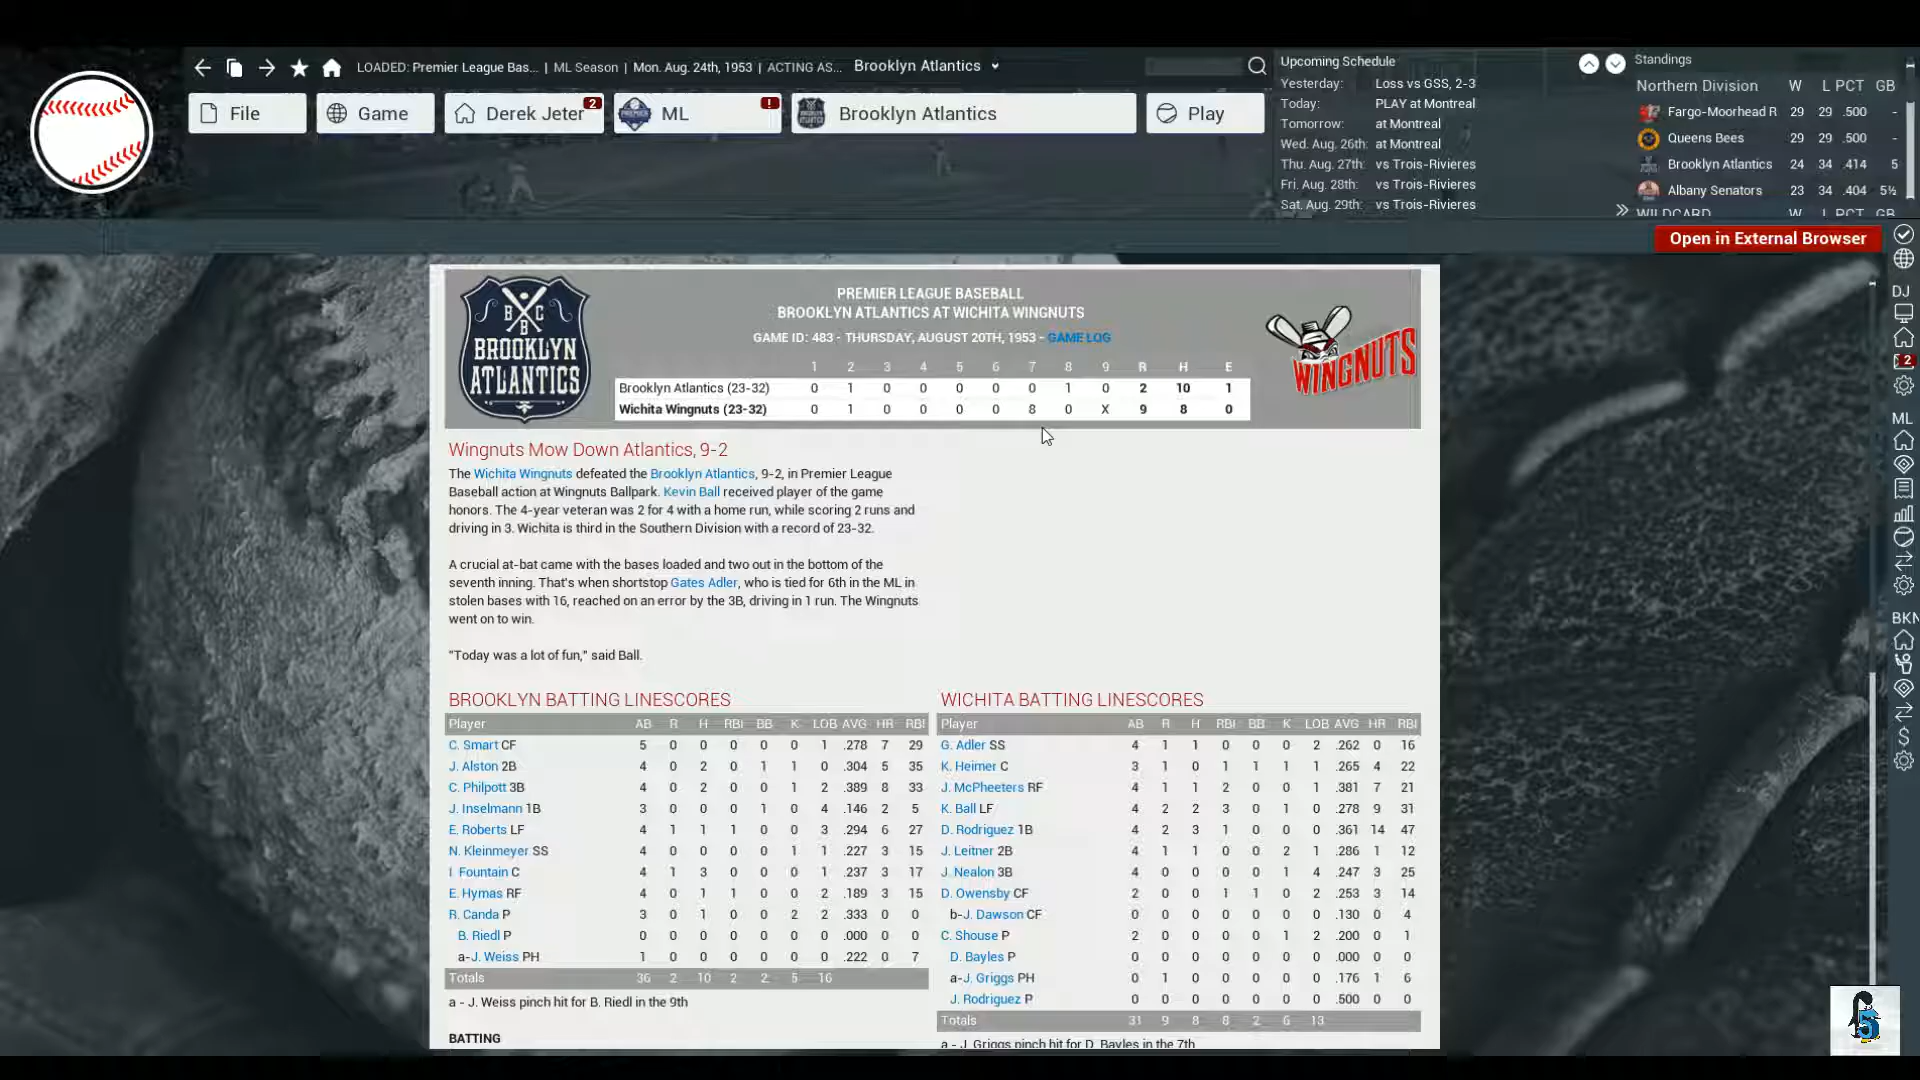 LOADED: Premier League Bas... | ML Season | Mon. Aug. 24th, 1953 | ACTING AS... Brooklyn Atlantics
File Game Derek Jeter 2 ML ! Brooklyn Atlantics Play
Upcoming Schedule
Yesterday: Loss vs GSS, 2-3
Today: PLAY at Montreal
Tomorrow: at Montreal
Wed. Aug. 26th: at Montreal
Thu. Aug. 27th: vs Trois-Rivieres
Fri. Aug. 28th: vs Trois-Rivieres
Sat. Aug. 29th: vs Trois-Rivieres
Standings
Northern Division W L PCT GB
Fargo-Moorhead R 29 29 .500 -
Queens Bees 29 29 .500 -
Brooklyn Atlantics 24 34 .414 5
Albany Senators 23 34 .404 5½
WILDCARD W L PCT GB
Open in External Browser
DJ
2
ML
BKN
BBC
BROOKLYN
ATLANTICS
WINGNUTS
PREMIER LEAGUE BASEBALL
BROOKLYN ATLANTICS AT WICHITA WINGNUTS
GAME ID: 483 - THURSDAY, AUGUST 20TH, 1953 - GAME LOG
1 2 3 4 5 6 7 8 9 R H E
Brooklyn Atlantics (23-32) 0 1 0 0 0 0 0 1 0 2 10 1
Wichita Wingnuts (23-32) 0 1 0 0 0 0 8 0 X 9 8 0
Wingnuts Mow Down Atlantics, 9-2
The Wichita Wingnuts defeated the Brooklyn Atlantics, 9-2, in Premier League
Baseball action at Wingnuts Ballpark. Kevin Ball received player of the game
honors. The 4-year veteran was 2 for 4 with a home run, while scoring 2 runs and
driving in 3. Wichita is third in the Southern Division with a record of 23-32.
A crucial at-bat came with the bases loaded and two out in the bottom of the
seventh inning. That's when shortstop Gates Adler, who is tied for 6th in the ML in
stolen bases with 16, reached on an error by the 3B, driving in 1 run. The Wingnuts
went on to win.
"Today was a lot of fun," said Ball.
BROOKLYN BATTING LINESCORES
Player AB R H RBI BB K LOB AVG HR RBI
C. Smart CF 5 0 0 0 0 0 1 .278 7 29
J. Alston 2B 4 0 2 0 1 1 0 .304 5 35
C. Philpott 3B 4 0 2 0 0 1 2 .389 8 33
J. Inselmann 1B 3 0 0 0 1 0 4 .146 2 5
E. Roberts LF 4 1 1 1 0 0 3 .294 6 27
N. Kleinmeyer SS 4 0 0 0 0 1 1 .227 3 15
I. Fountain C 4 1 3 0 0 0 1 .237 3 17
E. Hymas RF 4 0 1 1 0 0 2 .189 3 15
R. Canda P 3 0 1 0 0 2 2 .333 0 0
B. Riedl P 0 0 0 0 0 0 0 .000 0 0
a-J. Weiss PH 1 0 0 0 0 0 0 .222 0 7
Totals 36 2 10 2 2 5 16
a - J. Weiss pinch hit for B. Riedl in the 9th
BATTING
WICHITA BATTING LINESCORES
Player AB R H RBI BB K LOB AVG HR RBI
G. Adler SS 4 1 1 0 0 0 2 .262 0 16
K. Heimer C 3 1 0 1 1 1 1 .265 4 22
J. McPheeters RF 4 1 1 2 0 0 1 .381 7 21
K. Ball LF 4 2 2 3 0 1 0 .278 9 31
D. Rodriguez 1B 4 2 3 1 0 0 0 .361 14 47
J. Leitner 2B 4 1 1 0 0 2 1 .286 1 12
J. Nealon 3B 4 0 0 0 0 1 4 .247 3 25
D. Owensby CF 2 0 0 1 1 0 2 .253 3 14
b-J. Dawson CF 0 0 0 0 0 0 0 .130 0 4
C. Shouse P 2 0 0 0 0 1 2 .200 0 1
D. Bayles P 0 0 0 0 0 0 0 .000 0 0
a-J. Griggs PH 0 1 0 0 0 0 0 .176 1 6
J. Rodriguez P 0 0 0 0 0 0 0 .500 0 0
Totals 31 9 8 8 2 6 13
a - J. Griggs pinch hit for D. Bayles in the 7th